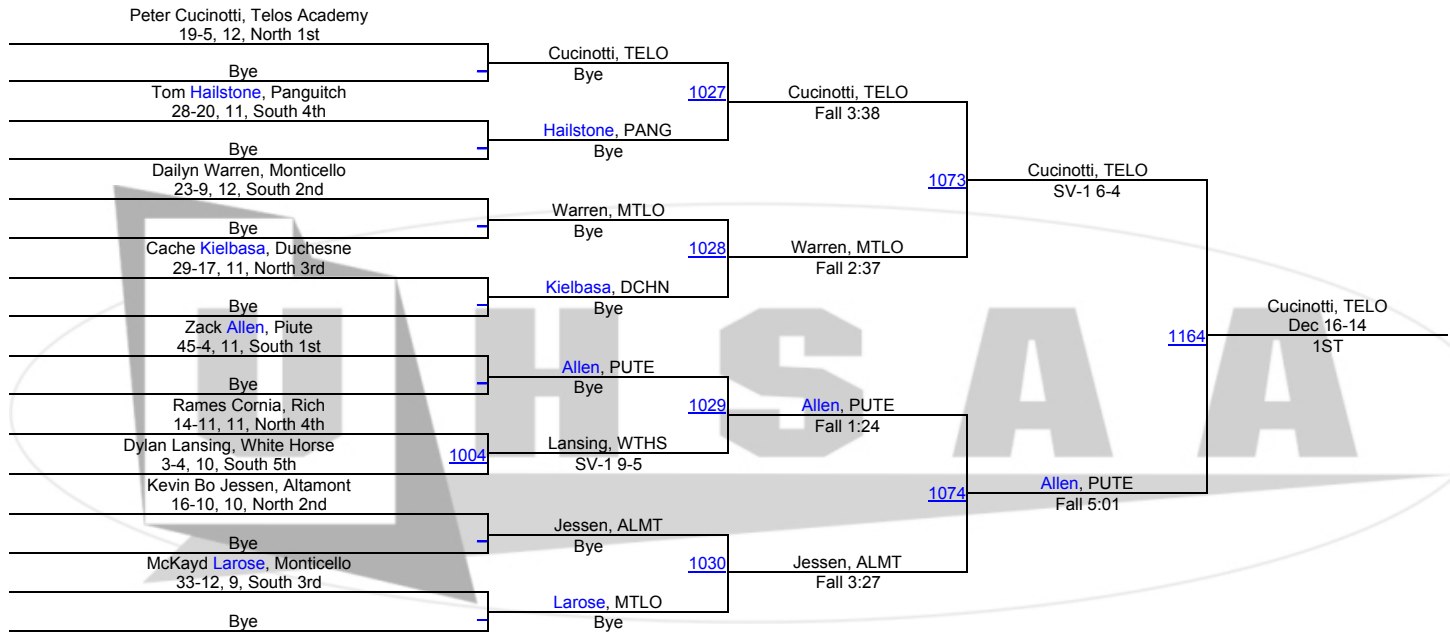 Peter Cucinotti, Telos Academy
19-5, 12, North 1st
Bye
Tom Hailstone, Panguitch
28-20, 11, South 4th
Bye
Dailyn Warren, Monticello
23-9, 12, South 2nd
Bye
Cache Kielbasa, Duchesne
29-17, 11, North 3rd
Bye
Zack Allen, Piute
45-4, 11, South 1st
Bye
Rames Cornia, Rich
14-11, 11, North 4th
Dylan Lansing, White Horse
3-4, 10, South 5th
1004
Kevin Bo Jessen, Altamont
16-10, 10, North 2nd
Bye
McKayd Larose, Monticello
33-12, 9, South 3rd
Bye
Cucinotti, TELO
Bye
1027
Hailstone, PANG
Bye
Warren, MTLO
Bye
1028
Kielbasa, DCHN
Bye
Allen, PUTE
Bye
1029
Lansing, WTHS
SV-1 9-5
Jessen, ALMT
Bye
1030
Larose, MTLO
Bye
Cucinotti, TELO
Fall 3:38
1073
Warren, MTLO
Fall 2:37
Allen, PUTE
Fall 1:24
1074
Jessen, ALMT
Fall 3:27
Cucinotti, TELO
SV-1 6-4
1164
Allen, PUTE
Fall 5:01
Cucinotti, TELO
Dec 16-14
1ST
UHSAA